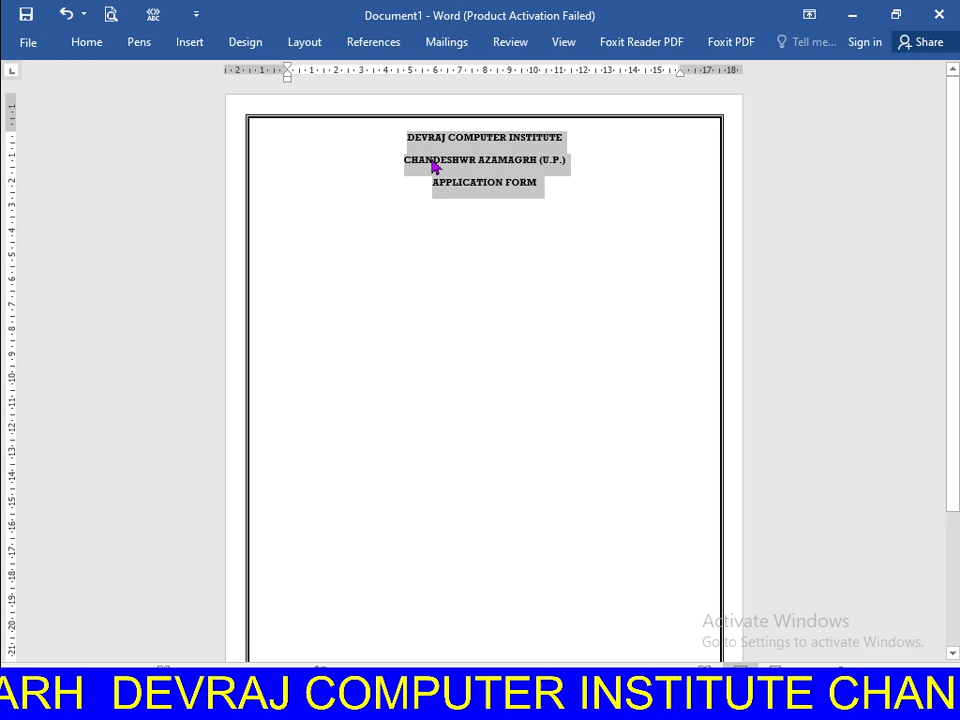 Document1 - Word (Product Activation Failed)
File Home Pens Insert Design Layout References Mailings Review View Foxit Reader PDF Foxit PDF Tell me... Sign in Share
DEVRAJ COMPUTER INSTITUTE
CHANDESHWR AZAMAGRH (U.P.)
APPLICATION FORM
Activate Windows
Go to Settings to activate Windows.
ARH DEVRAJ COMPUTER INSTITUTE CHAN